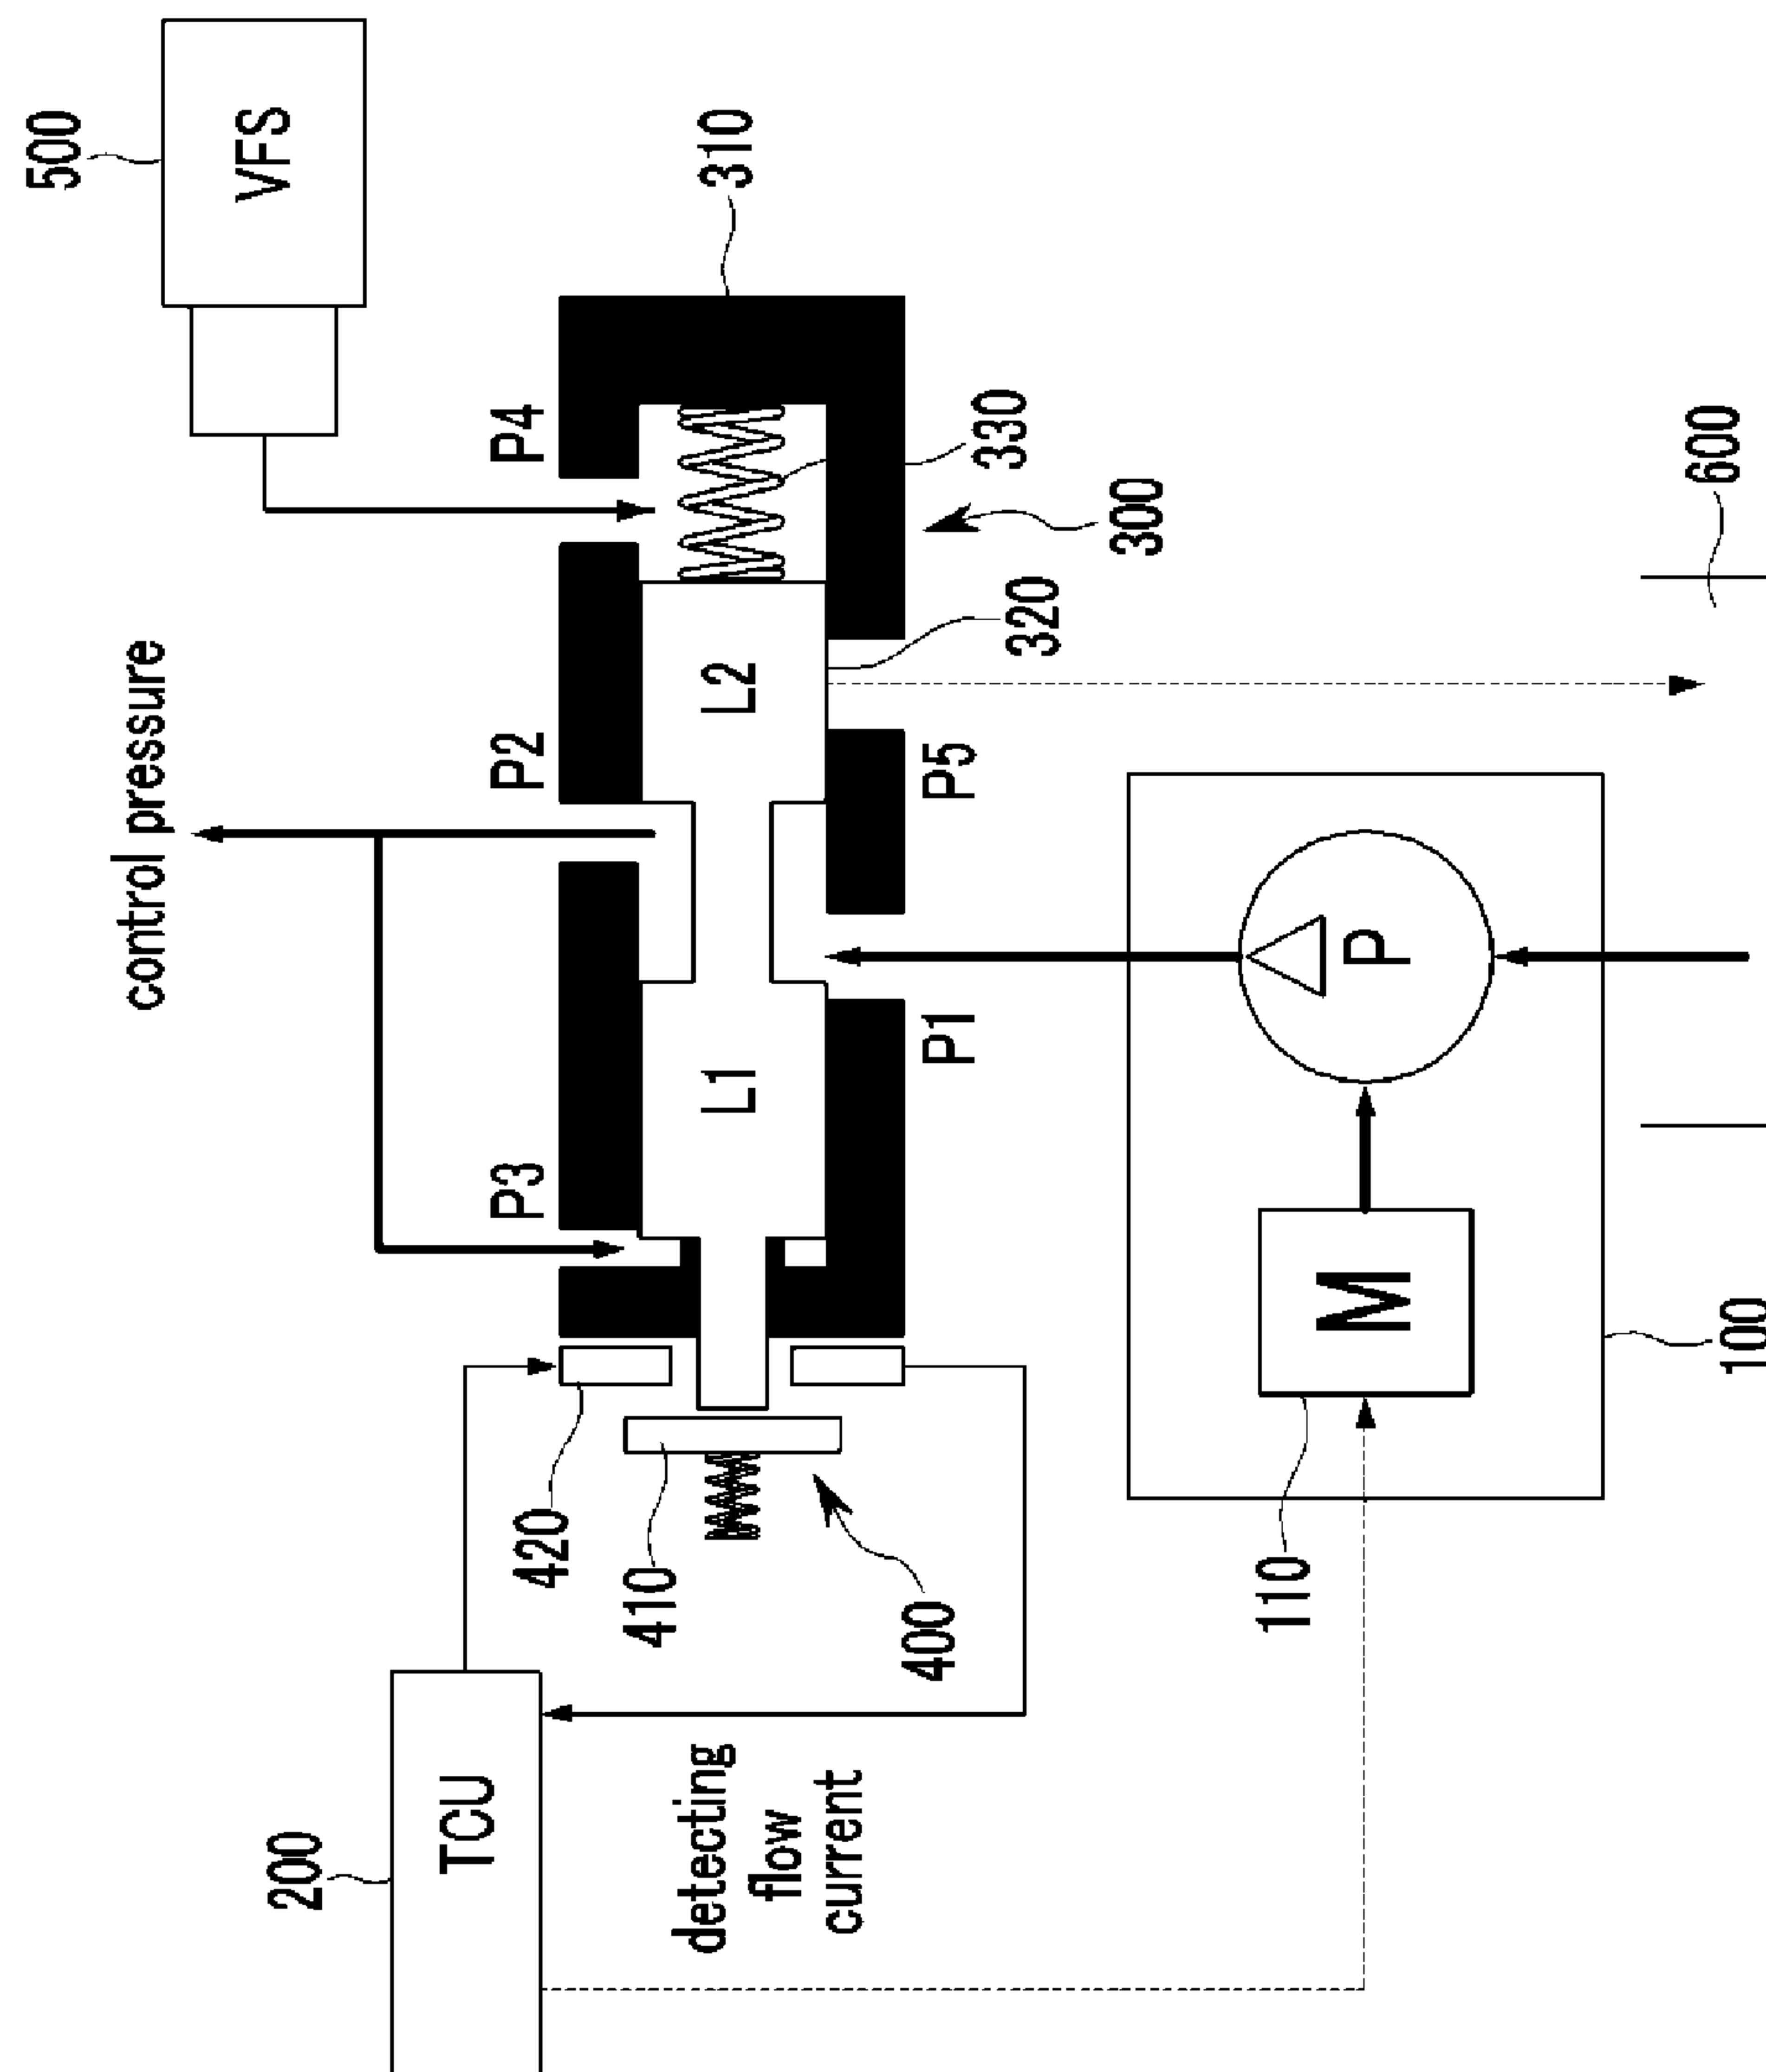 500
control pressure
VFS
200
TCU
P3
P2
P4
420
410
detecting
flow
current
L1
L2
310
400
P1
P5
330
320
300
110
M
P
100
600